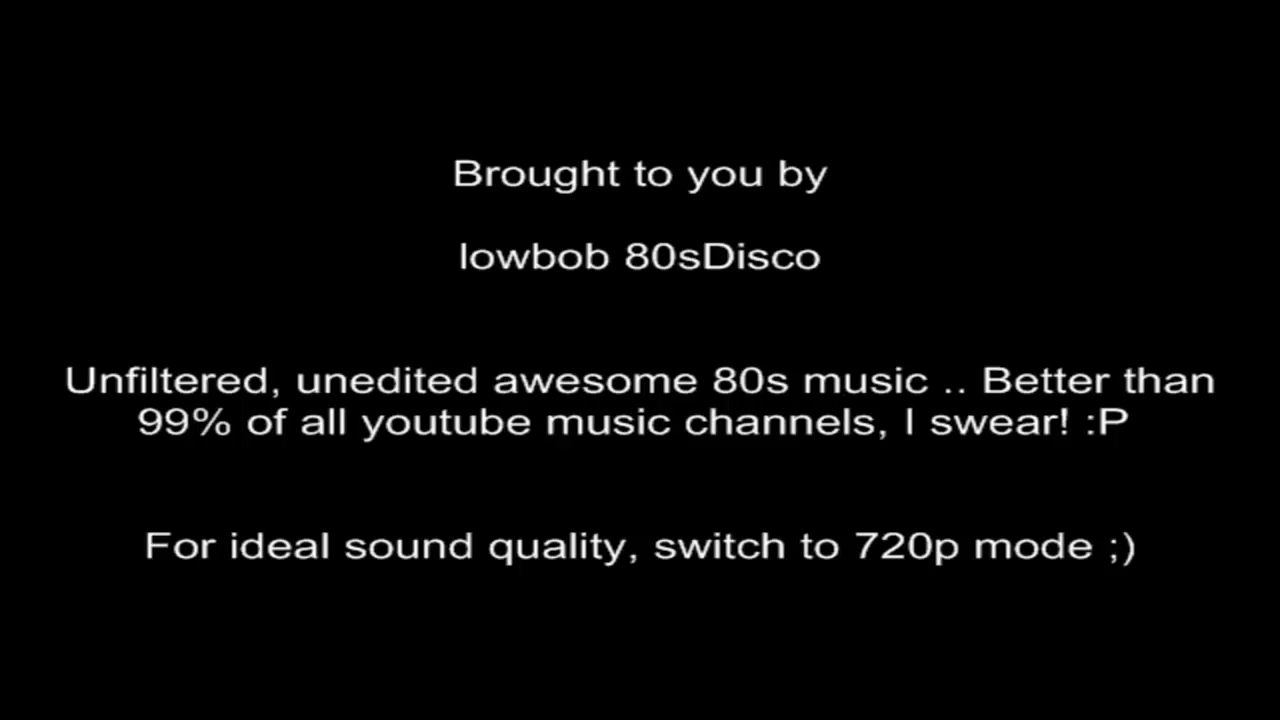 Brought to you by
lowbob 80sDisco
Unfiltered, unedited awesome 80s music .. Better than
99% of all youtube music channels, I swear! :P
For ideal sound quality, switch to 720p mode ;)